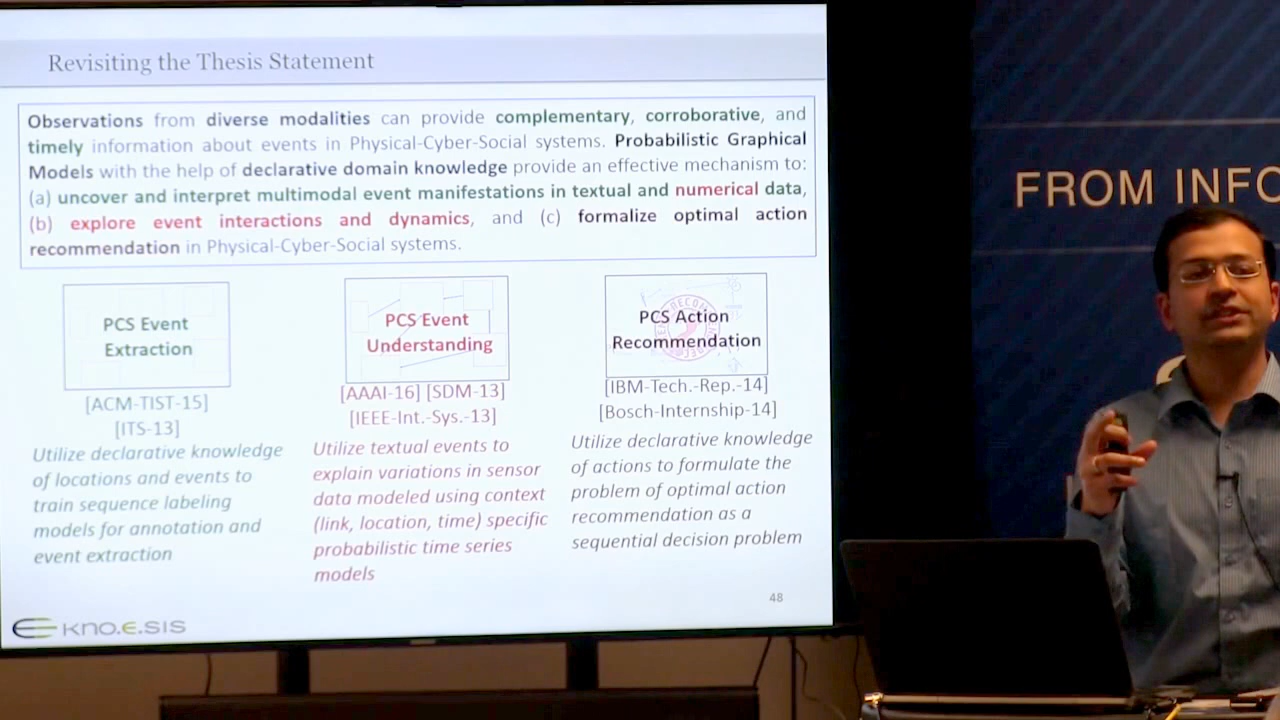 Revisiting the Thesis Statement
Observations from diverse modalities can provide complementary, corroborative, and
timely information about events in Physical-Cyber-Social systems. Probabilistic Graphical
Models with the help of declarative domain knowledge provide an effective mechanism to:
(a) uncover and interpret multimodal event manifestations in textual and numerical data,
(b) explore event interactions and dynamics, and (c) formalize optimal action
recommendation in Physical-Cyber-Social systems.
PCS Event
Extraction
[ACM-TIST-15]
[ITS-13]
Utilize declarative knowledge
of locations and events to
train sequence labeling
models for annotation and
event extraction
PCS Event
Understanding
[AAAI-16] [SDM-13]
[IEEE-Int.-Sys.-13]
Utilize textual events to
explain variations in sensor
data modeled using context
(link, location, time) specific
probabilistic time series
models
PCS Action
Recommendation
[IBM-Tech.-Rep.-14]
[Bosch-Internship-14]
Utilize declarative knowledge
of actions to formulate the
problem of optimal action
recommendation as a
sequential decision problem
48
kno.e.sis
FROM INFO